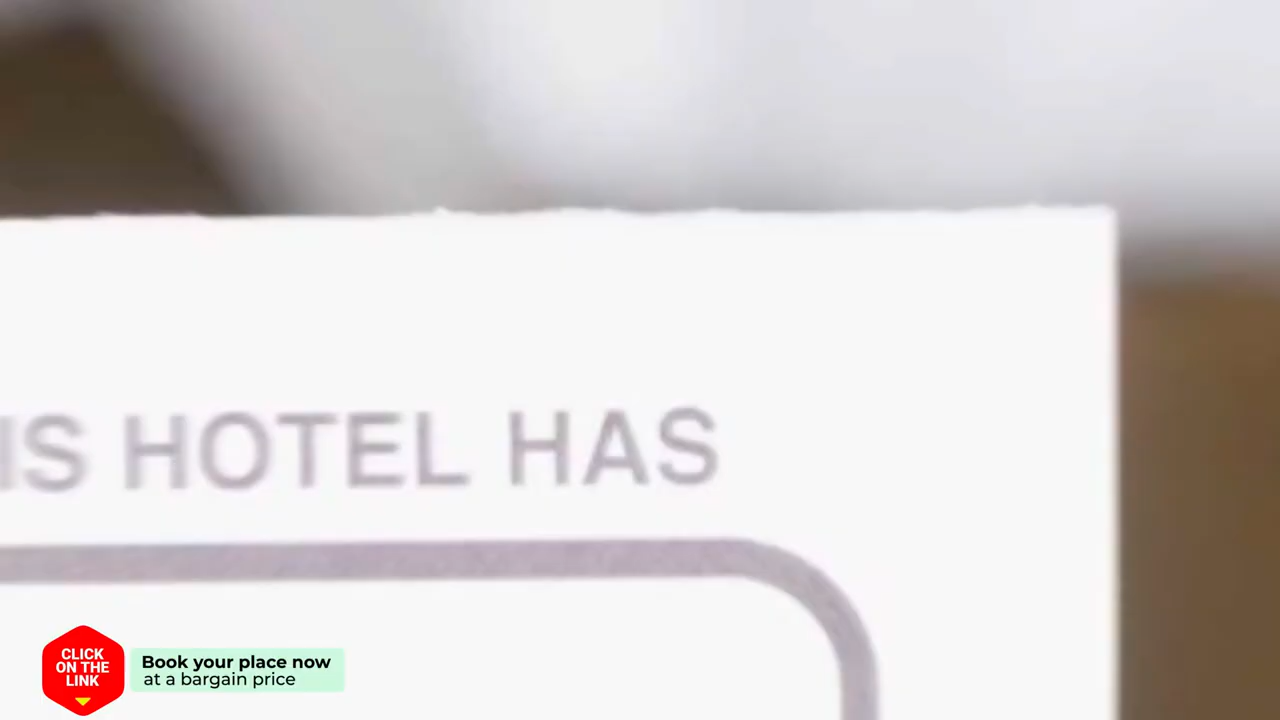 IS HOTEL HAS
CLICK
ON THE
LINK
Book your place now
at a bargain price